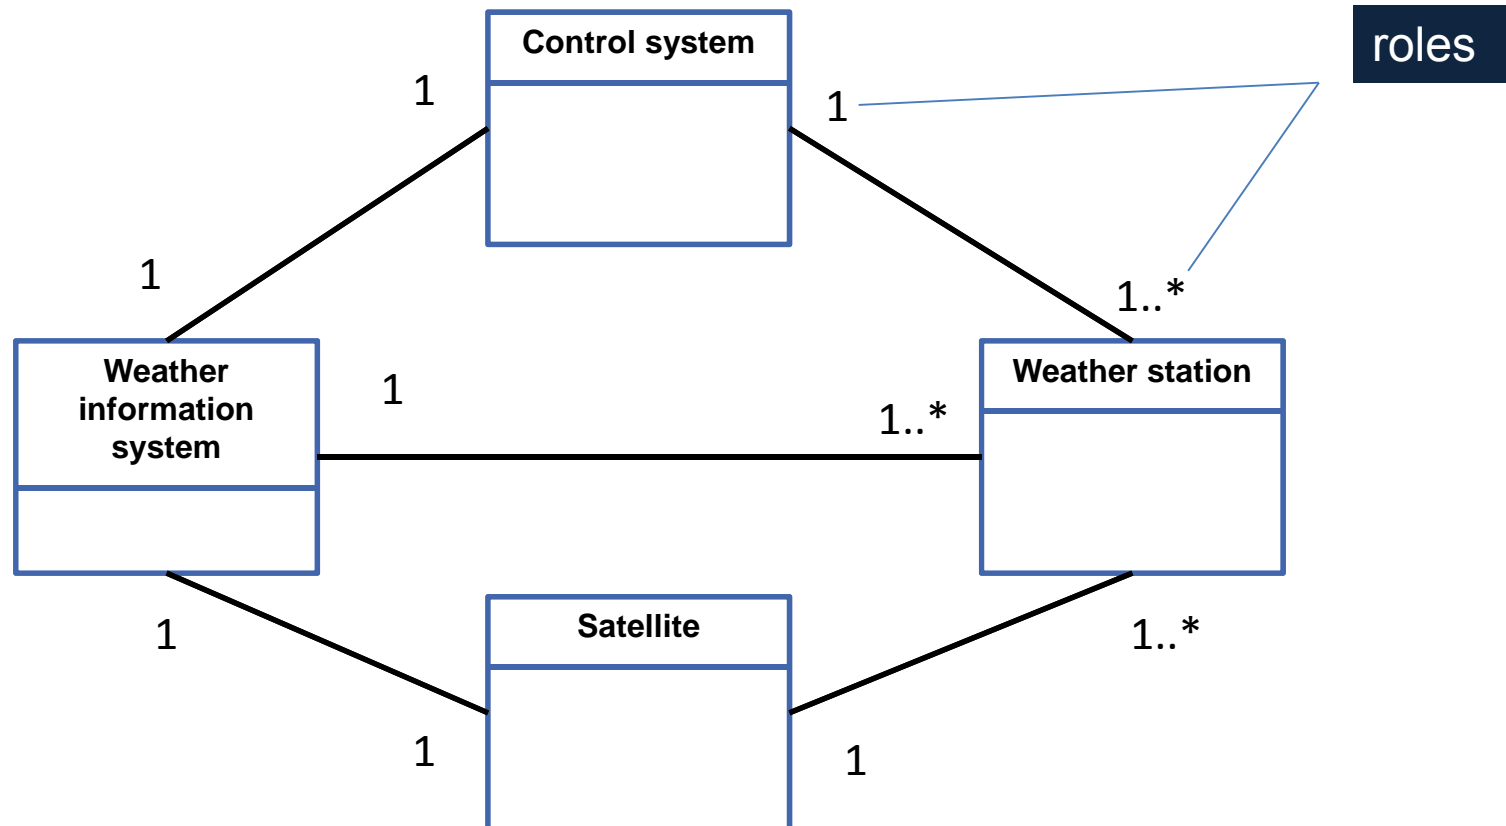 Control system
roles
1
1
1
1..*
Weather
information
system
1
1..*
Weather station
1
Satellite
1..*
1
1